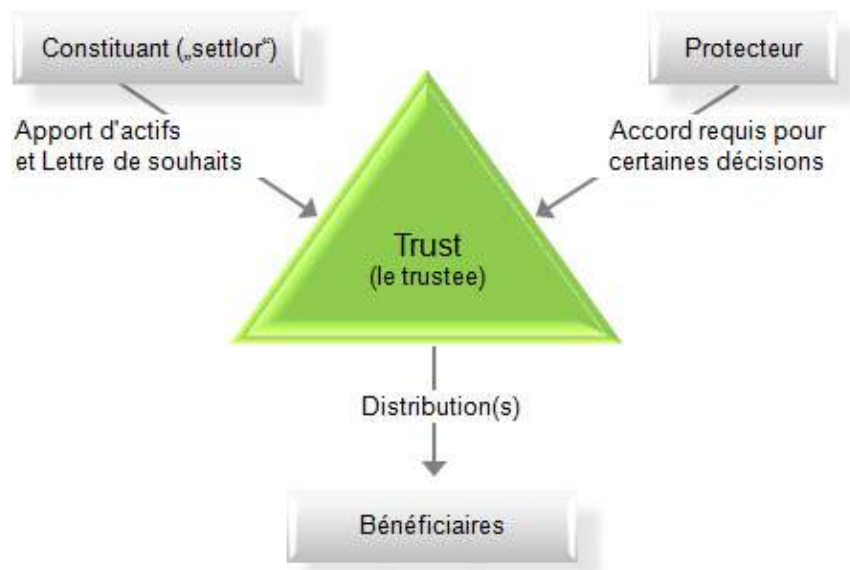 Constituant („settlor“)
Protecteur
Apport d'actifs
et Lettre de souhaits
Accord requis pour
certaines décisions
Trust
(le trustee)
Distribution(s)
Bénéficiaires